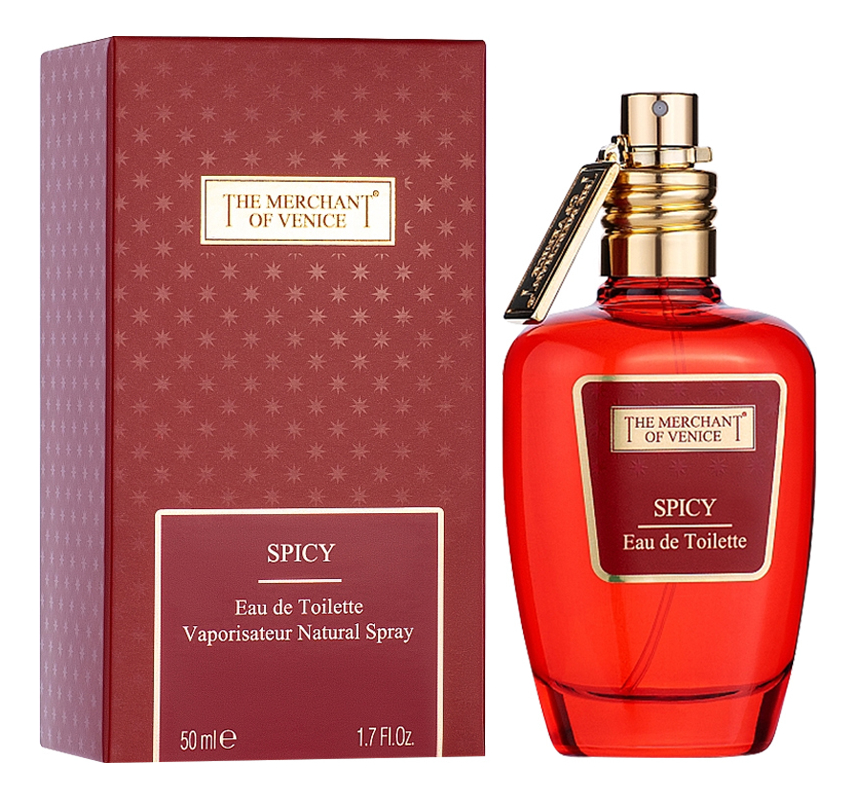 THE MERCHANT®
OF VENICE
SPICY
Eau de Toilette
Vaporisateur Natural Spray
50 ml ℮
1.7 Fl.Oz.
THE MERCHANT®
OF VENICE
SPICY
Eau de Toilette